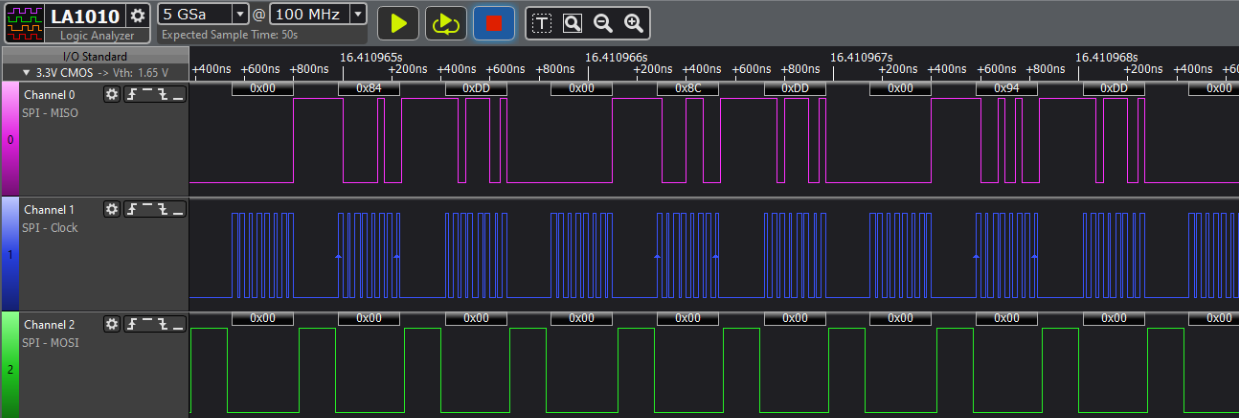 LA1010
Logic Analyzer
5 GSa @ 100 MHz
Expected Sample Time: 50s
T
I/O Standard
▼ 3.3V CMOS -> Vth: 1.65 V
16.410965s 16.410966s 16.410967s 16.410968s
+400ns +600ns +800ns +200ns +400ns +600ns +800ns +200ns +400ns +600ns +800ns +200ns +400ns +600ns +800ns +200ns +400ns +60
0
Channel 0
SPI - MISO
0x00 0x84 0xDD 0x00 0x8C 0xDD 0x00 0x94 0xDD 0x00
1
Channel 1
SPI - Clock
2
Channel 2
SPI - MOSI
0x00 0x00 0x00 0x00 0x00 0x00 0x00 0x00 0x00 0x00